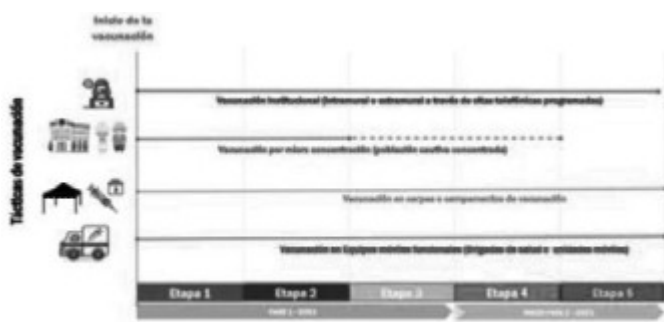 Inicio de la
vacunación
Tácticas de vacunación
Vacunación Institucional (Intramural o extramural a través de citas telefónicas programadas)
Vacunación por micro concentración (población cautiva concentrada)
Vacunación en carpas o campamentos de vacunación
Vacunación en Equipos móviles funcionales (Brigadas de salud o unidades móviles)
Etapa 1 Etapa 2 Etapa 3 Etapa 4 Etapa 5